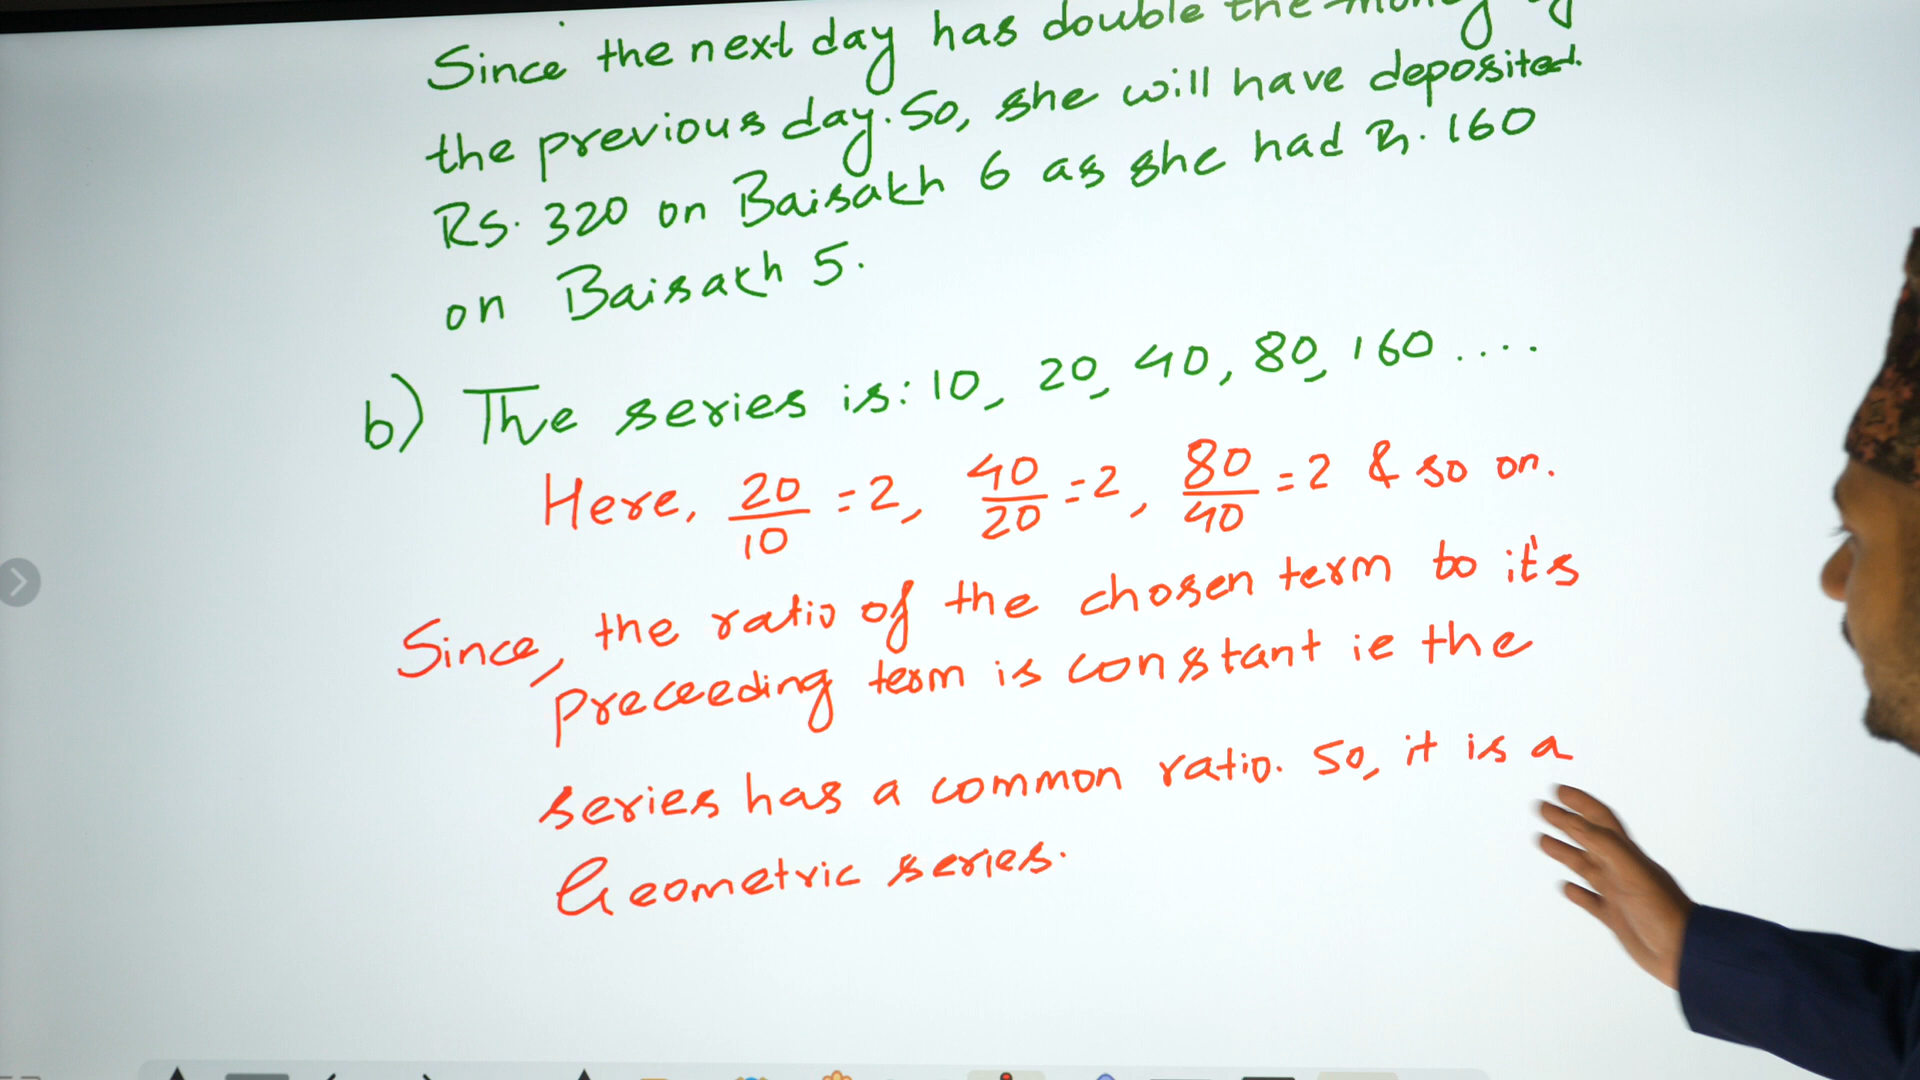 Since the next day has double the money of
the previous day. So, she will have deposited.
RS. 320 on Baisakh 6 as she had Rs. 160
on Baisakh 5.
b) The series is: 10, 20, 40, 80, 160 ....
Here, 20/10 = 2, 40/20 = 2, 80/40 = 2 & so on.
Since, the ratio of the chosen term to it's
preceeding term is constant ie the
series has a common ratio. So, it is a
Geometric series.